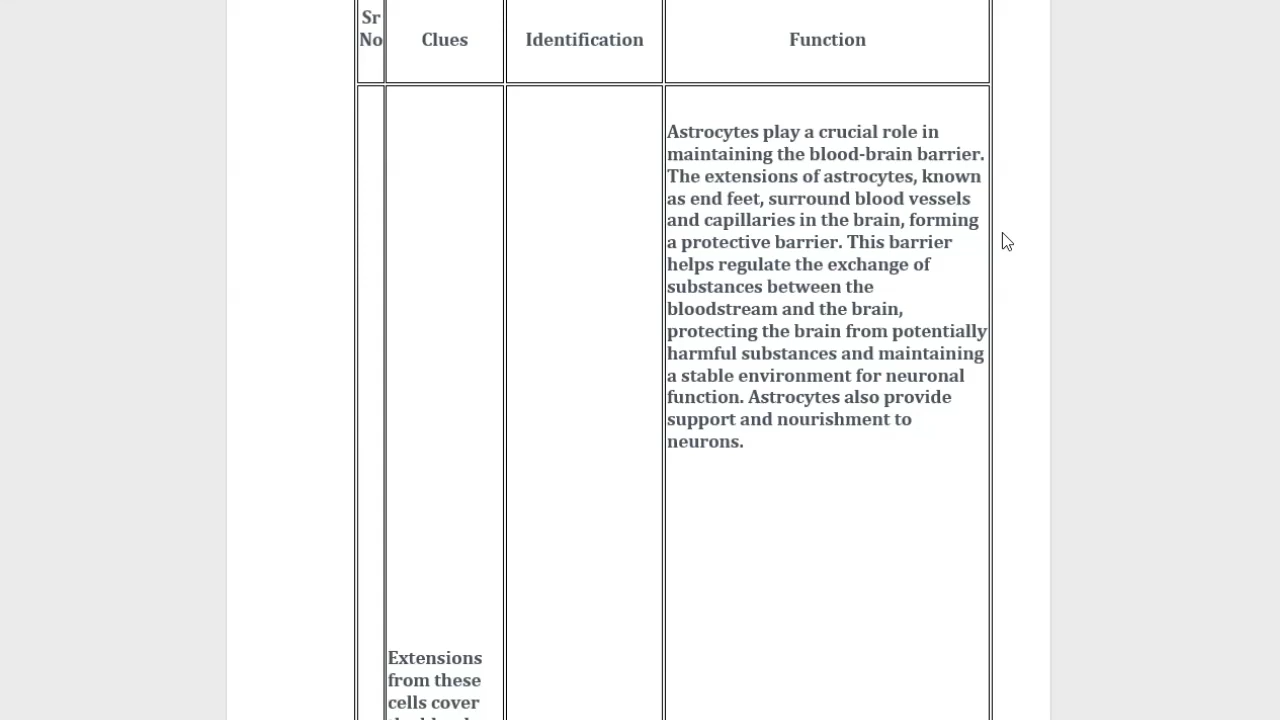 Sr
No
Clues
Identification
Function
Astrocytes play a crucial role in
maintaining the blood-brain barrier.
The extensions of astrocytes, known
as end feet, surround blood vessels
and capillaries in the brain, forming
a protective barrier. This barrier
helps regulate the exchange of
substances between the
bloodstream and the brain,
protecting the brain from potentially
harmful substances and maintaining
a stable environment for neuronal
function. Astrocytes also provide
support and nourishment to
neurons.
Extensions
from these
cells cover